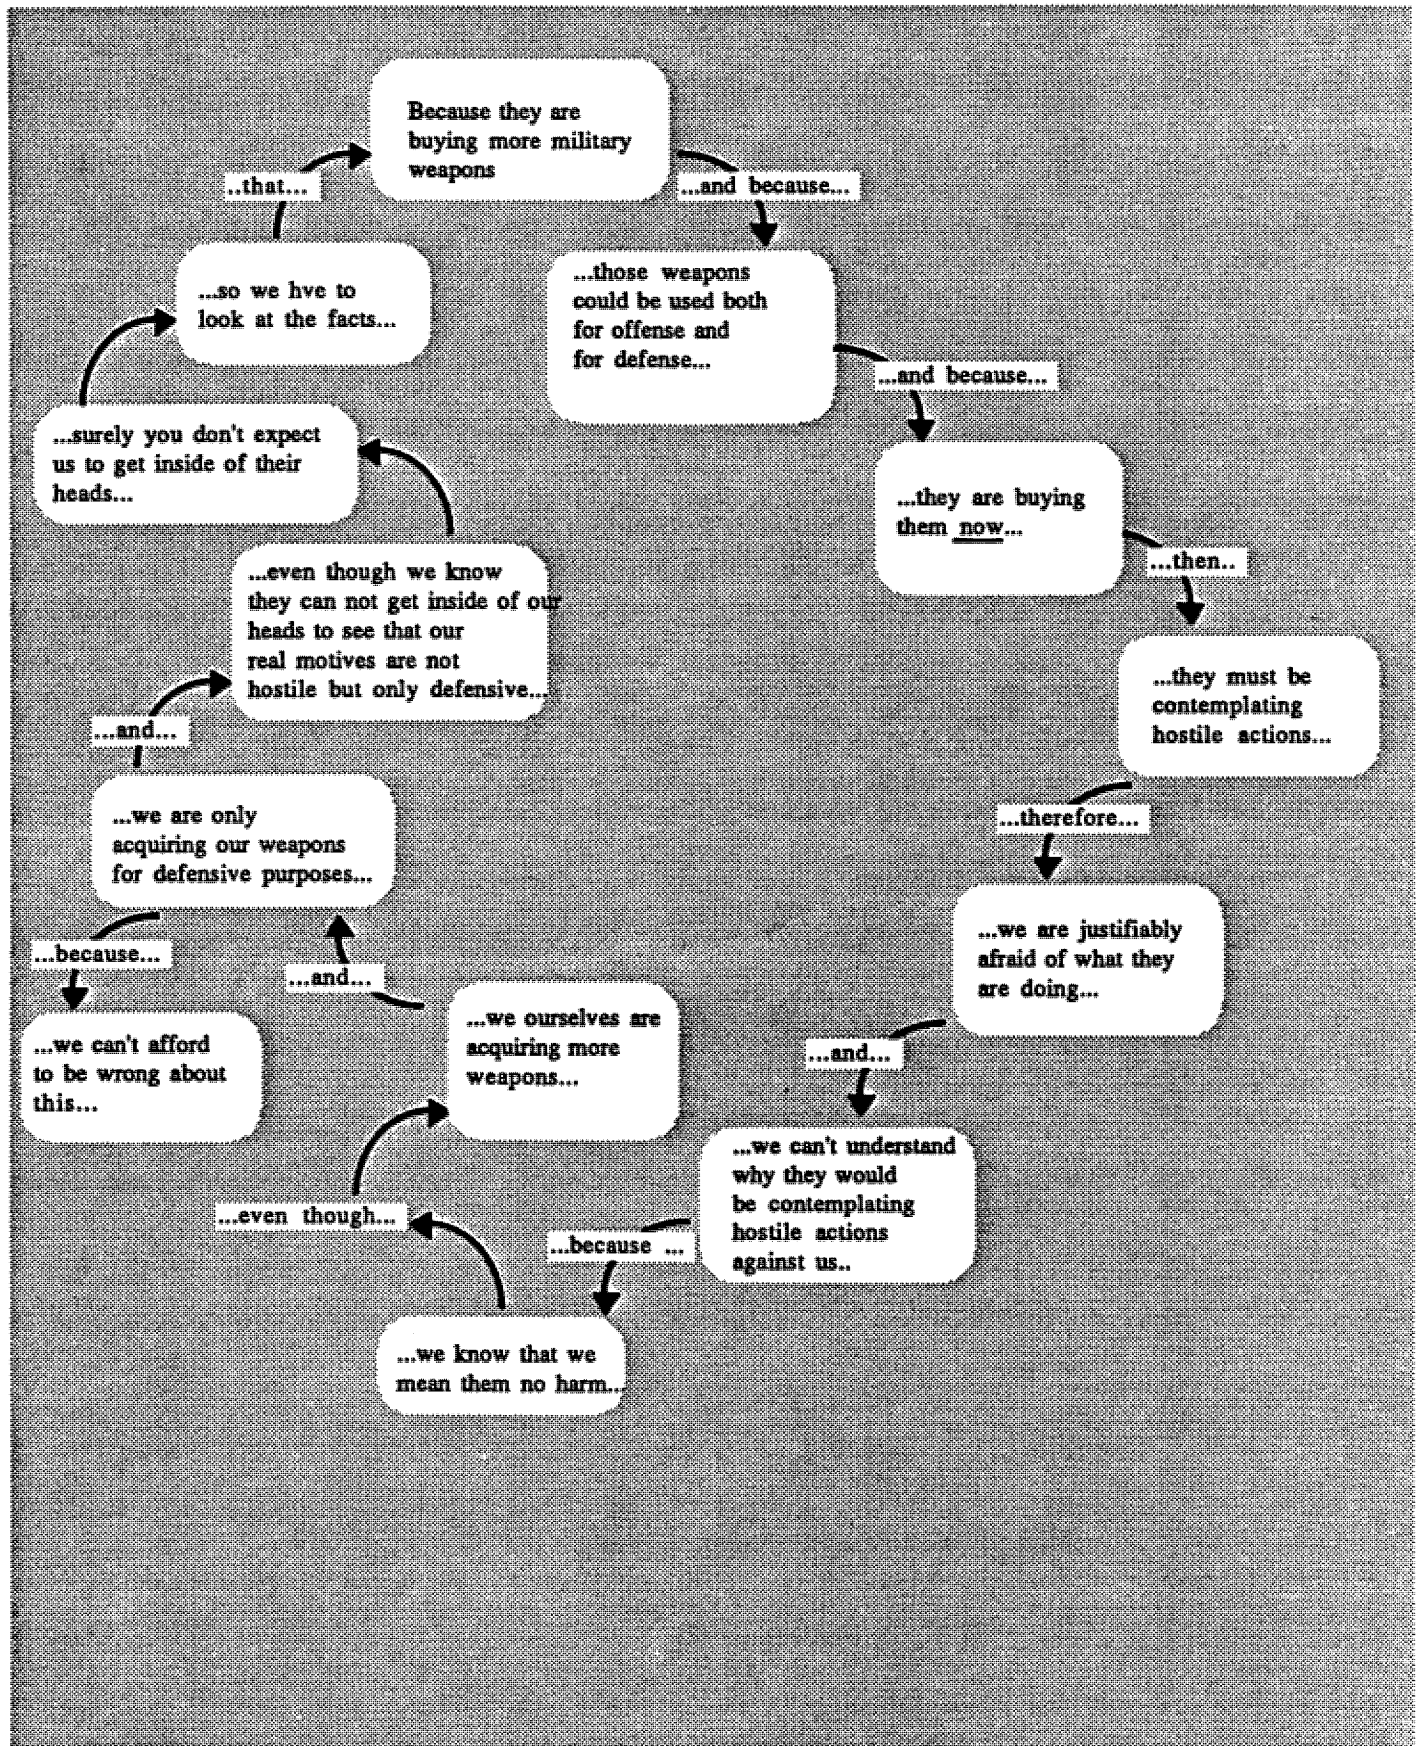 Because they are
buying more military
weapons
...and because...
...those weapons
could be used both
for offense and
for defense...
...and because...
...they are buying
them now...
...then..
...they must be
contemplating
hostile actions...
...therefore...
...we are justifiably
afraid of what they
are doing...
...and...
...we can't understand
why they would
be contemplating
hostile actions
against us..
...because ...
...we know that we
mean them no harm...
...even though...
...we ourselves are
acquiring more
weapons...
...and...
...we are only
acquiring our weapons
for defensive purposes...
...because...
...we can't afford
to be wrong about
this...
...and...
...even though we know
they can not get inside of our
heads to see that our
real motives are not
hostile but only defensive...
...surely you don't expect
us to get inside of their
heads...
...so we hve to
look at the facts...
..that...